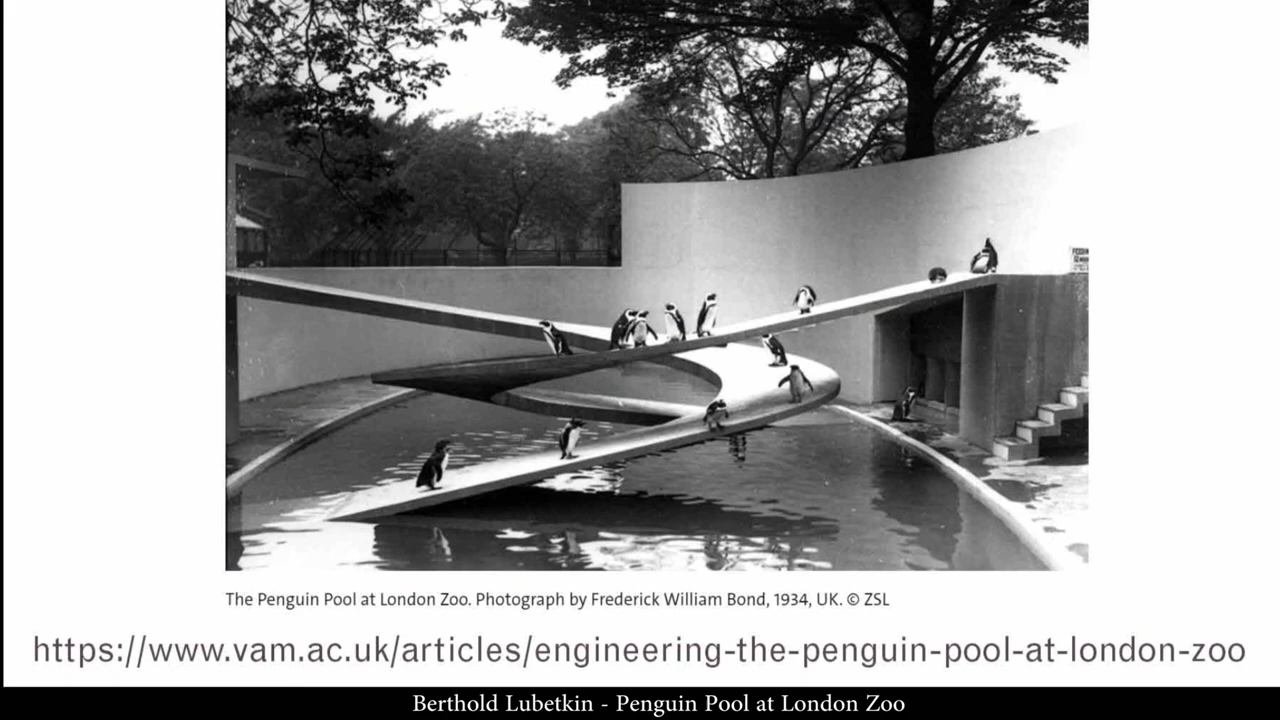 The Penguin Pool at London Zoo. Photograph by Frederick William Bond, 1934, UK. © ZSL
https://www.vam.ac.uk/articles/engineering-the-penguin-pool-at-london-zoo
Berthold Lubetkin - Penguin Pool at London Zoo